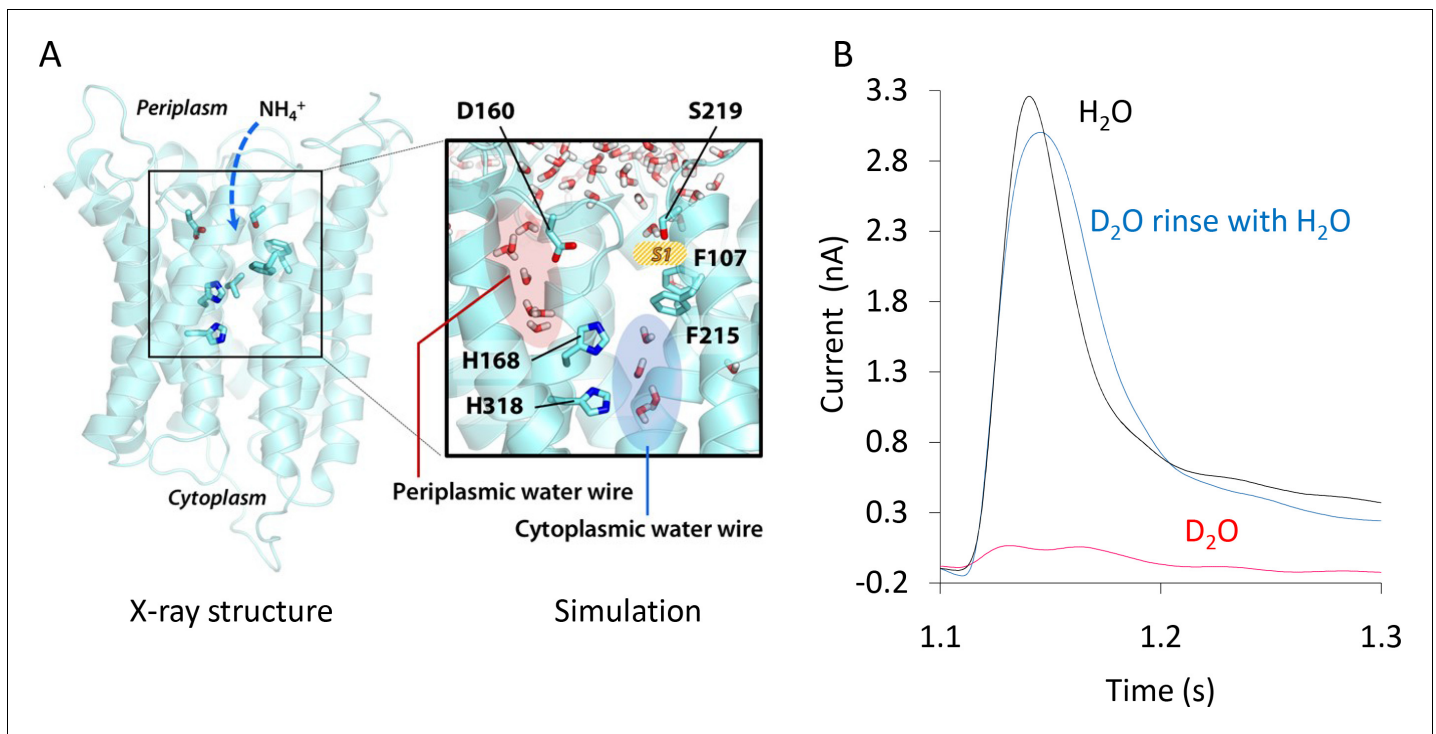 A
Periplasm
NH₄⁺
Cytoplasm
X-ray structure
D160
S219
S1
F107
F215
H168
H318
Periplasmic water wire
Cytoplasmic water wire
Simulation
B
3.3
2.8
2.3
1.8
1.3
0.8
0.3
-0.2
Current (nA)
H₂O
D₂O rinse with H₂O
D₂O
1.1 1.2 1.3
Time (s)